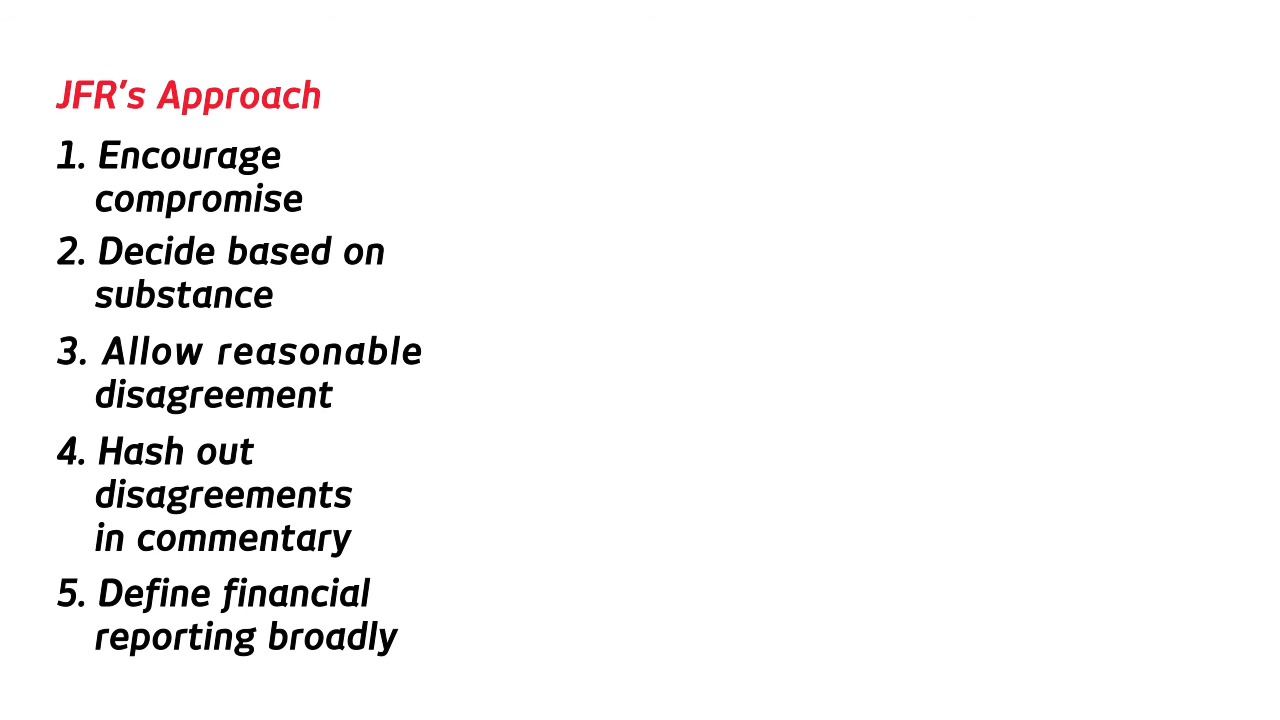 JFR’s Approach
1. Encourage
compromise
2. Decide based on
substance
3. Allow reasonable
disagreement
4. Hash out
disagreements
in commentary
5. Define financial
reporting broadly